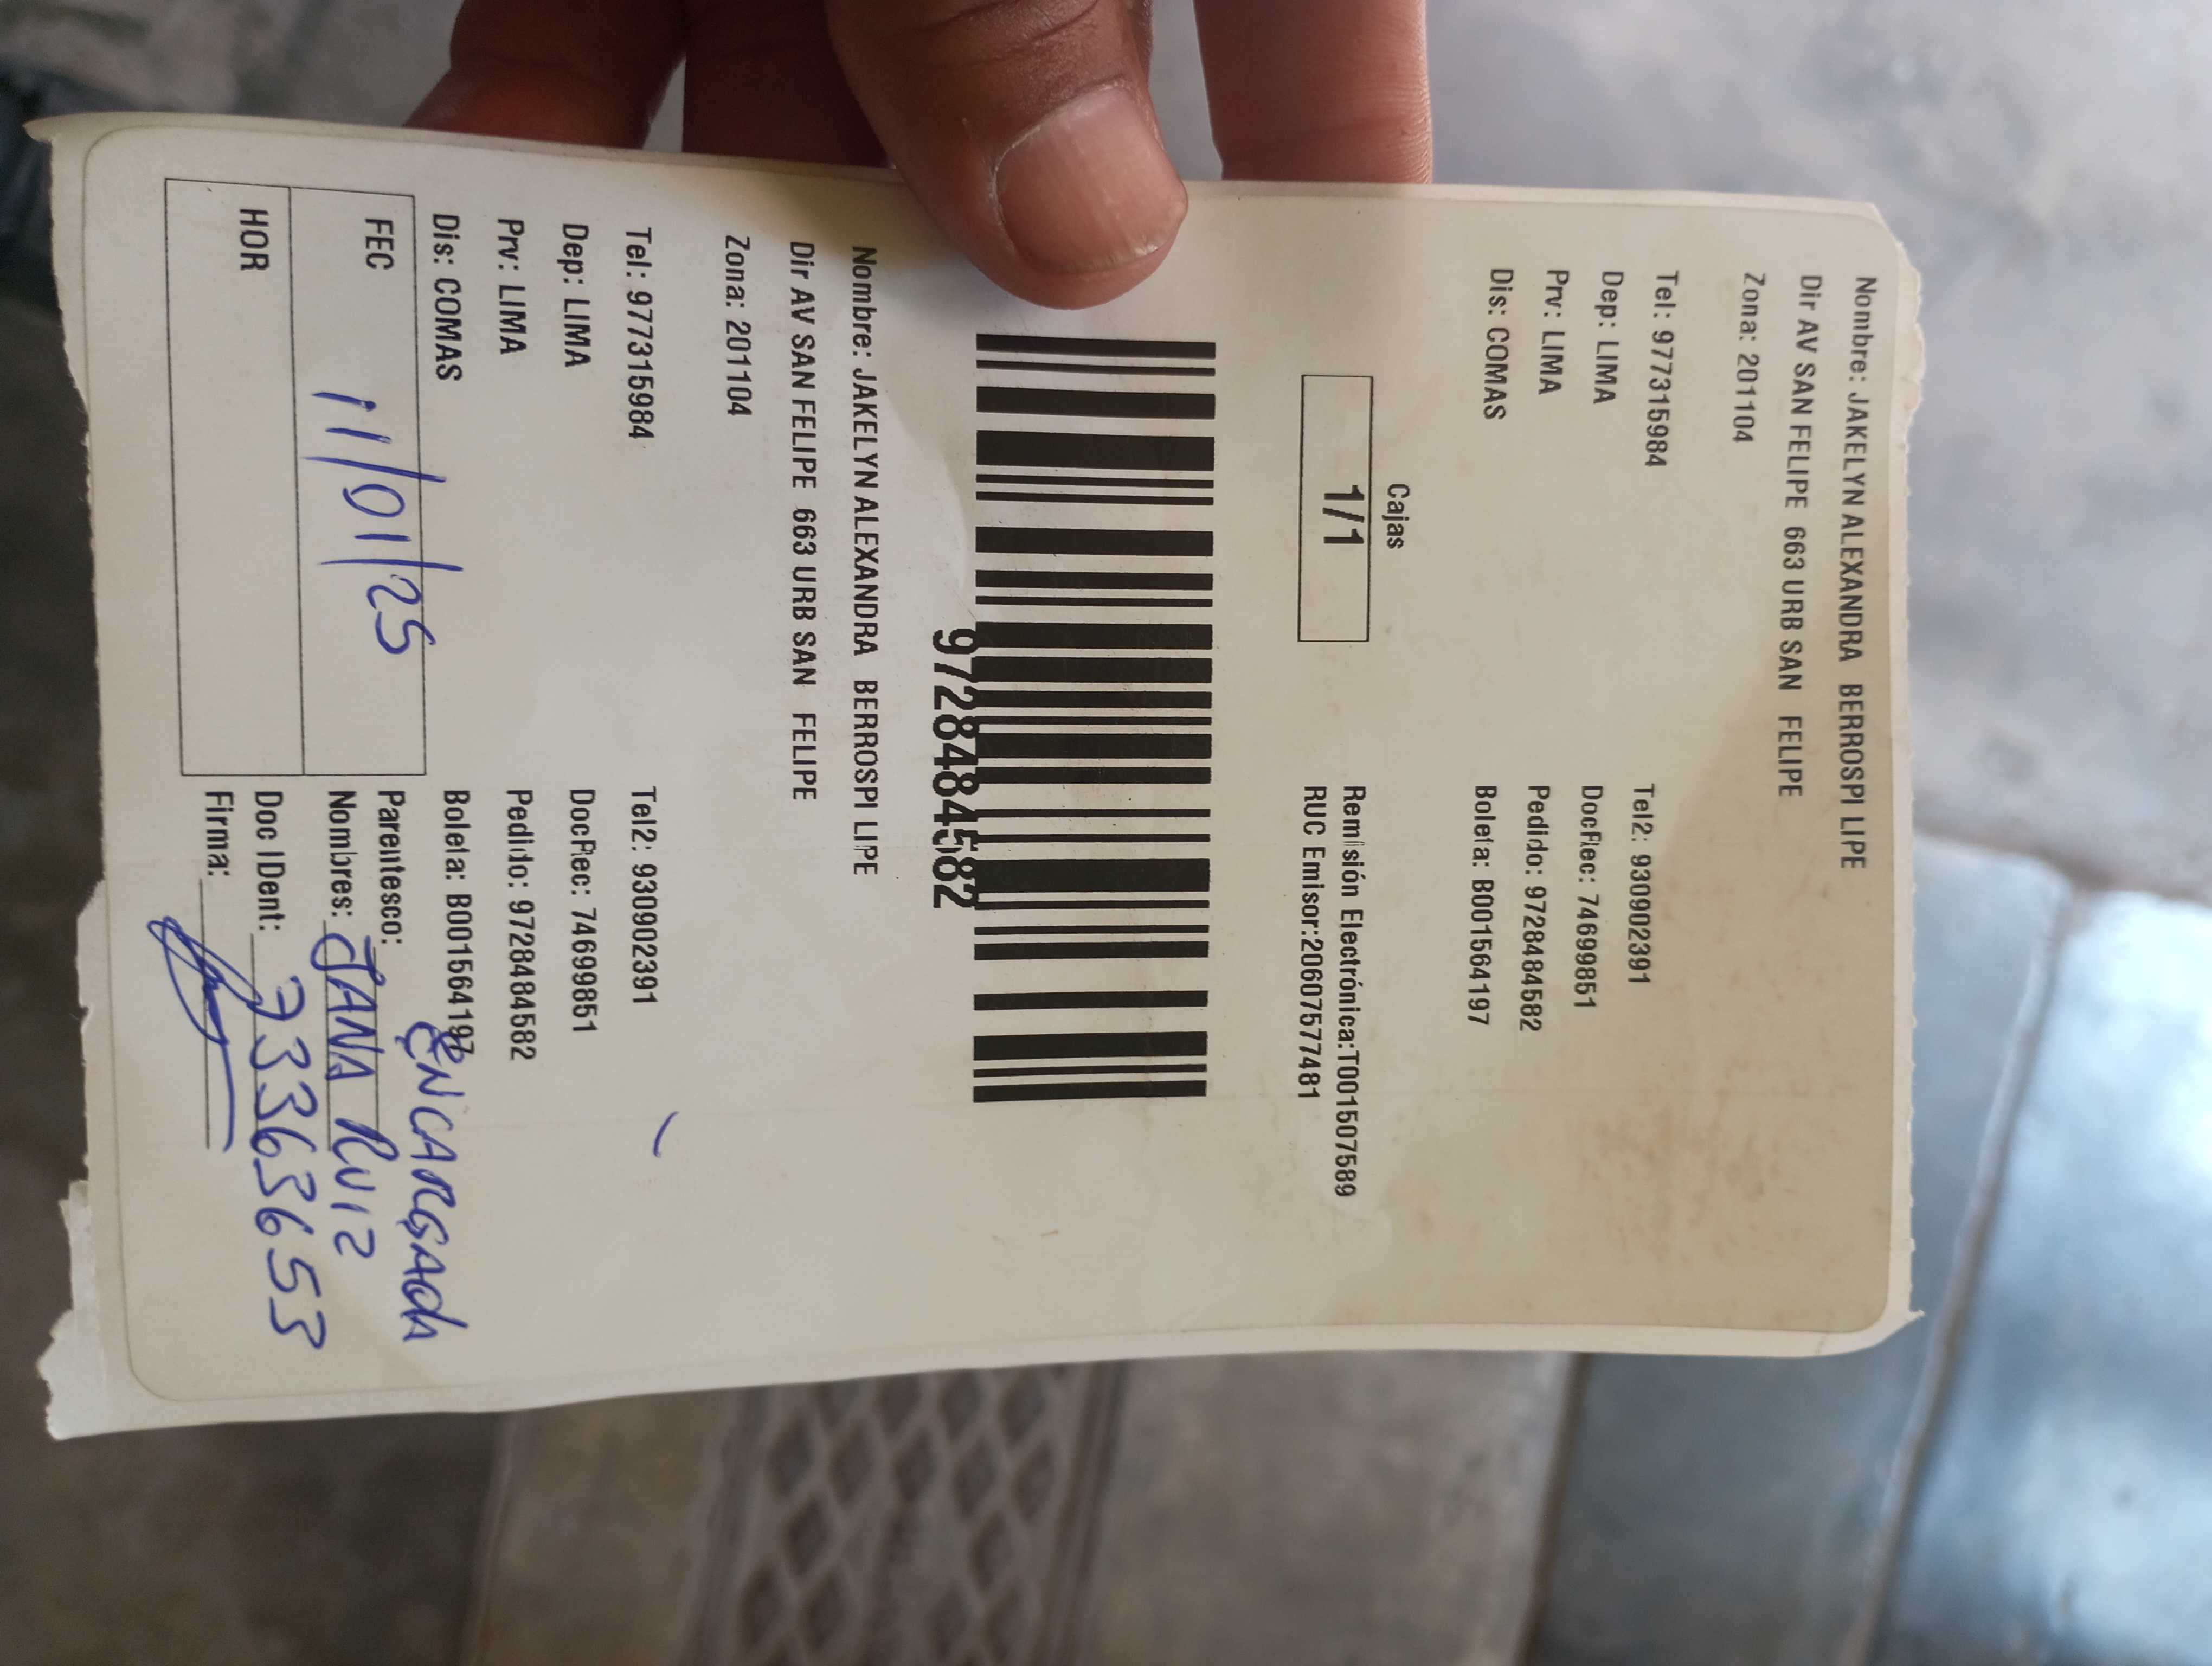 Nombre: JAKELYN ALEXANDRA BERROSPI LIPE
Dir AV SAN FELIPE 663 URB SAN FELIPE
Zona: 201104
Tel: 977315984 Tel2: 930902391
Dep: LIMA DocRec: 74699851
Prv: LIMA Pedido: 9728484582
Dis: COMAS Boleta: B001564197
Cajas
1/1
Remisión Electrónica:T001507589
RUC Emisor:20607577481
9728484582
Nombre: JAKELYN ALEXANDRA BERROSPI LIPE
Dir AV SAN FELIPE 663 URB SAN FELIPE
Zona: 201104
Tel: 977315984 Tel2: 930902391
Dep: LIMA DocRec: 74699851
Prv: LIMA Pedido: 9728484582
Dis: COMAS Boleta: B001564197
FEC 11/01/25 Parentesco: ENCARGADA
Nombres: JANA RUIZ
HOR Doc IDent: 73363653
Firma: